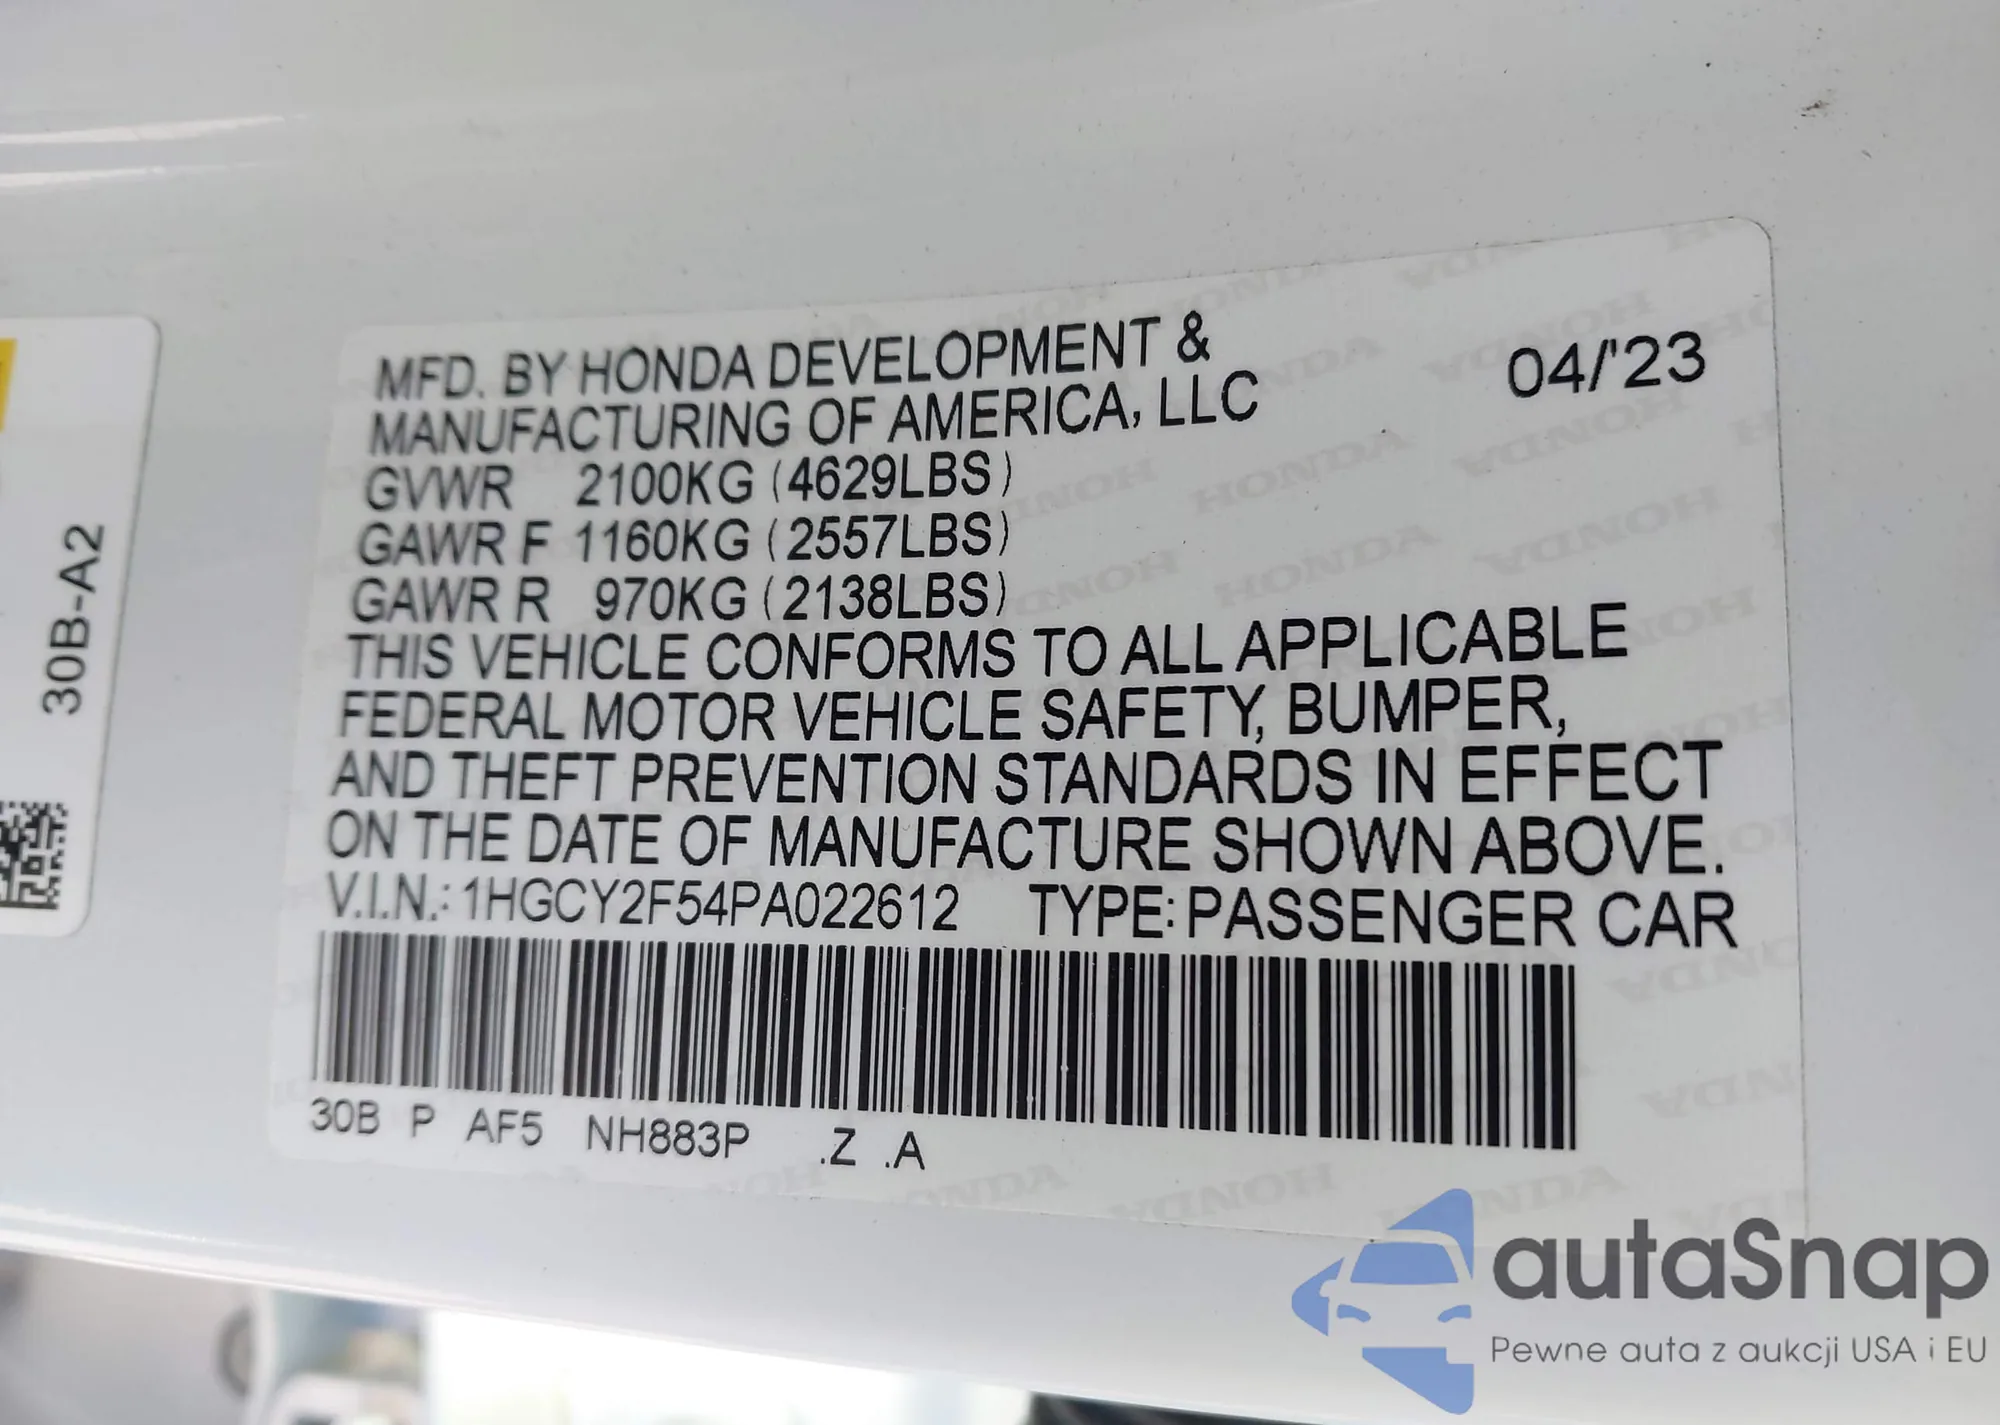 30B-A2
MFD. BY HONDA DEVELOPMENT &
MANUFACTURING OF AMERICA, LLC
04/'23
GVWR 2100KG (4629LBS)
GAWR F 1160KG (2557LBS)
GAWR R 970KG (2138LBS)
THIS VEHICLE CONFORMS TO ALL APPLICABLE
FEDERAL MOTOR VEHICLE SAFETY, BUMPER,
AND THEFT PREVENTION STANDARDS IN EFFECT
ON THE DATE OF MANUFACTURE SHOWN ABOVE.
V.I.N.: 1HGCY2F54PA022612 TYPE: PASSENGER CAR
30B P AF5 NH883P .Z .A
autaSnap
Pewne auta z aukcji USA i EU